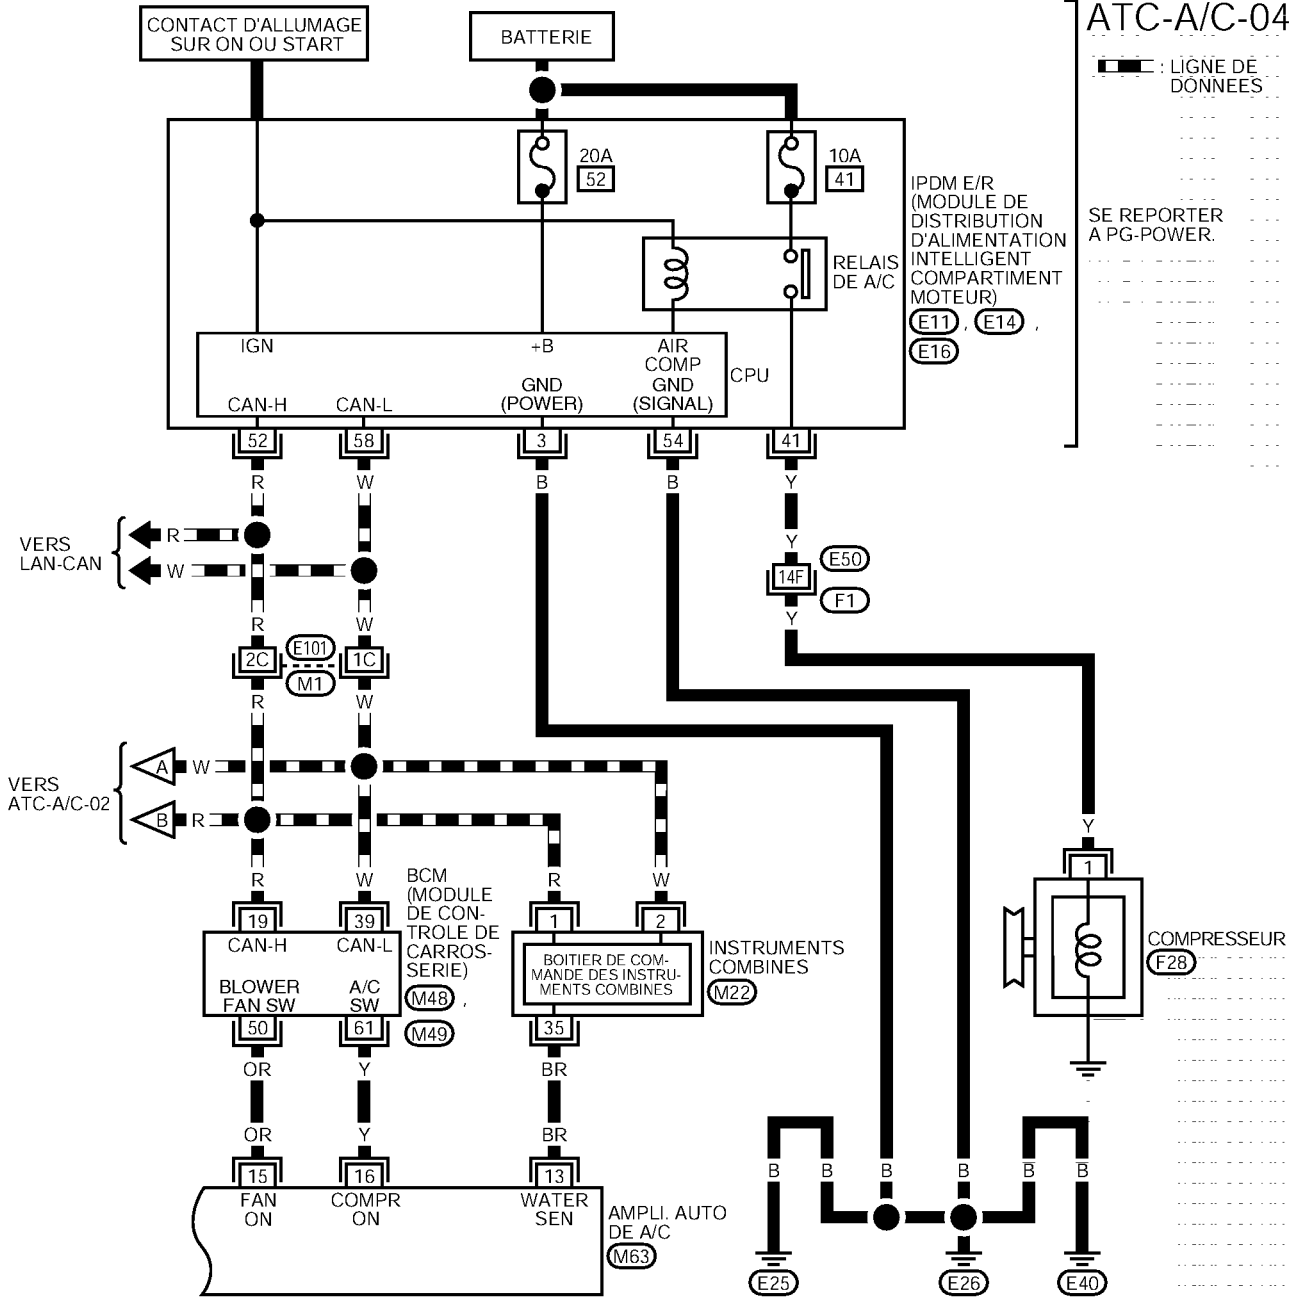 CONTACT D'ALLUMAGE
SUR ON OU START
BATTERIE
ATC-A/C-04
: LIGNE DE
DONNEES
20A
52
10A
41
IPDM E/R
(MODULE DE
DISTRIBUTION
D'ALIMENTATION
INTELLIGENT
COMPARTIMENT
MOTEUR)
E11 , E14 ,
E16
SE REPORTER
A PG-POWER.
RELAIS
DE A/C
IGN
+B
AIR
COMP
CPU
CAN-H
CAN-L
GND
(POWER)
GND
(SIGNAL)
52
58
3
54
41
R
W
B
B
Y
VERS
LAN-CAN
R
W
Y
E50
14F
F1
Y
R
W
2C
E101
M1
1C
R
W
VERS
ATC-A/C-02
A
W
B
R
R
W
R
W
Y
1
COMPRESSEUR
F28
BCM
(MODULE
DE CON-
TROLE DE
CARROS-
SERIE)
M48 ,
M49
19
39
CAN-H
CAN-L
BLOWER
FAN SW
A/C
SW
50
61
1
2
BOITIER DE COM-
MANDE DES INSTRU-
MENTS COMBINES
INSTRUMENTS
COMBINES
M22
35
OR
Y
BR
OR
Y
BR
15
16
13
FAN
ON
COMPR
ON
WATER
SEN
AMPLI. AUTO
DE A/C
M63
B
B
B
B
B
B
E25
E26
E40